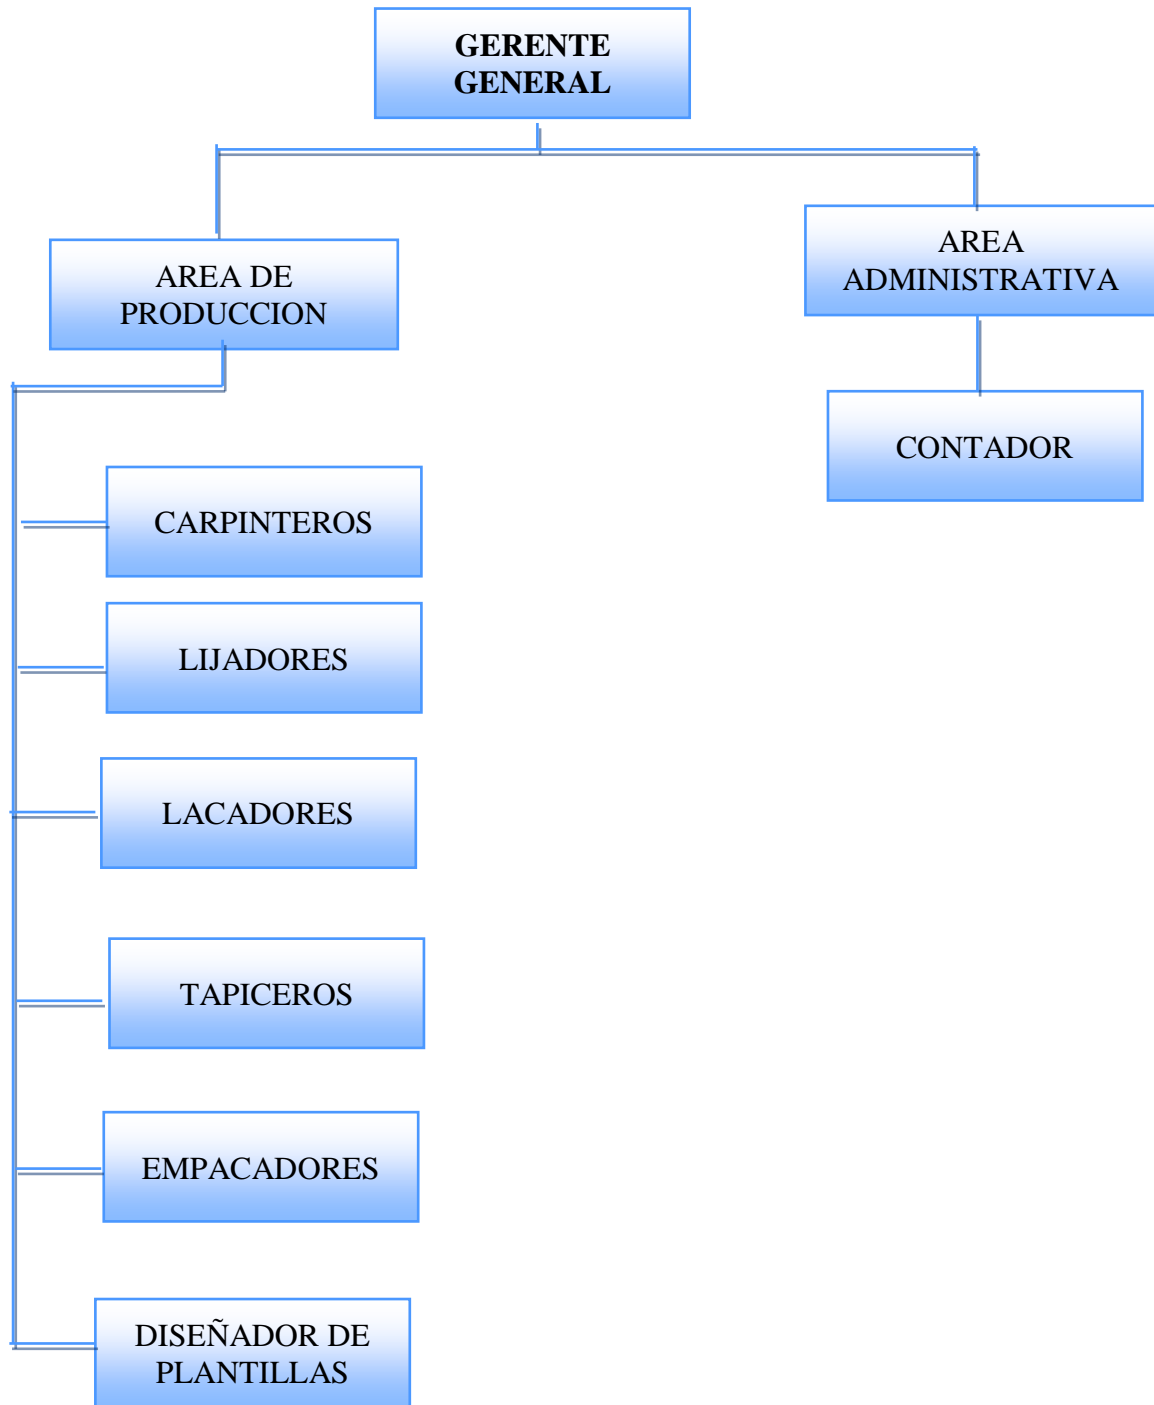 GERENTE
GENERAL
AREA DE
PRODUCCION
AREA
ADMINISTRATIVA
CONTADOR
CARPINTEROS
LIJADORES
LACADORES
TAPICEROS
EMPACADORES
DISEÑADOR DE
PLANTILLAS